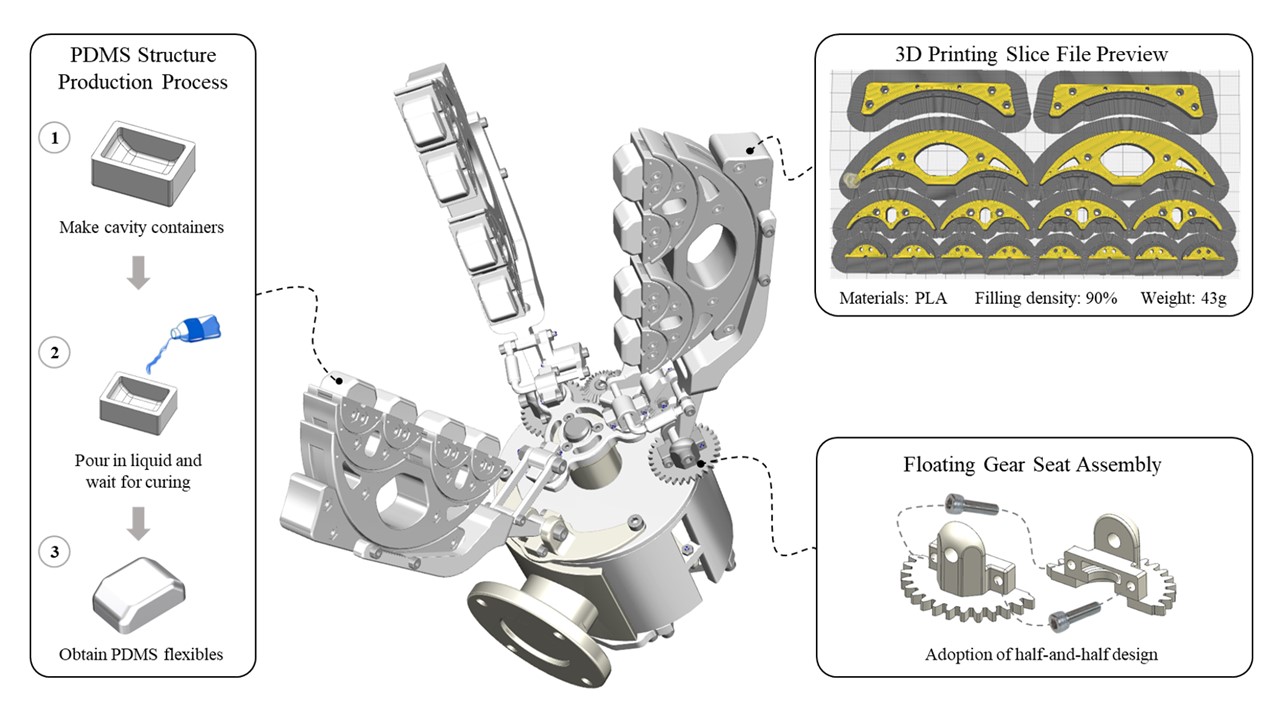 PDMS Structure
Production Process
1
Make cavity containers
2
Pour in liquid and
wait for curing
3
Obtain PDMS flexibles
3D Printing Slice File Preview
Materials: PLA Filling density: 90% Weight: 43g
Floating Gear Seat Assembly
Adoption of half-and-half design